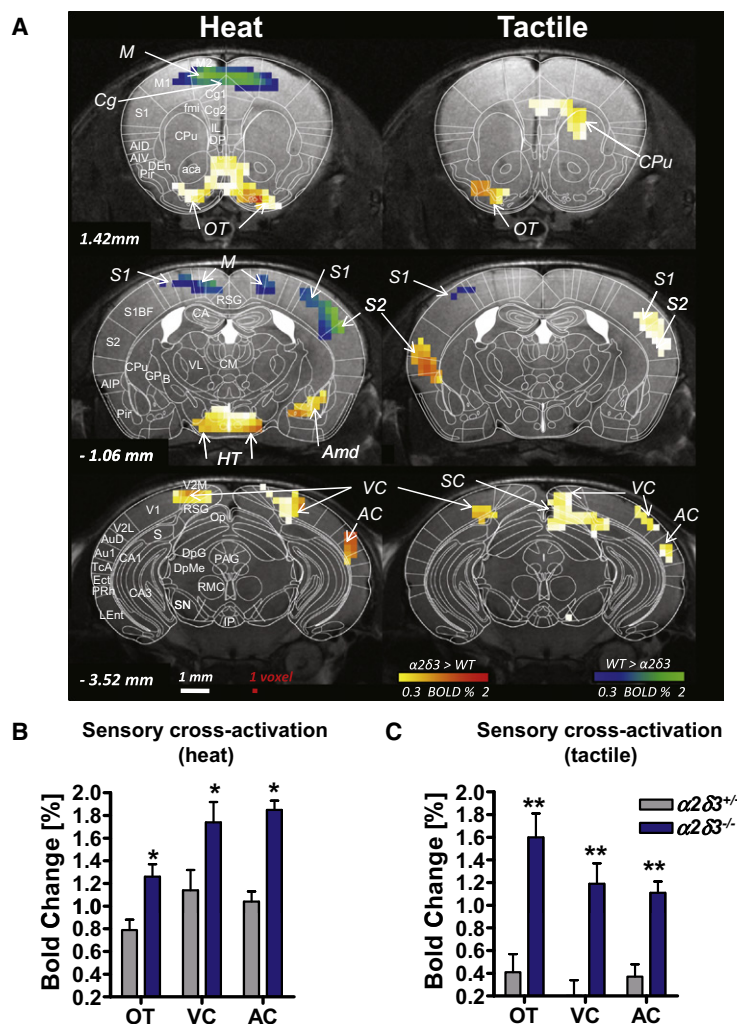 A
Heat
Tactile
M
M2
M1
Cg
Cg1
S1
fmi
Cg2
IL
CPu
DP
AID
AIV
DEn
Pir
aca
OT
1.42mm
CPu
OT
S1
M
S1
S2
RSG
S1BF
CA
S2
VL
CM
CPu
GP
B
AIP
Pir
HT
Amd
- 1.06 mm
S1
S1
S2
V2M
VC
V1
RSG
Op
V2L
S
AC
AuD
Au1
CA1
DpG
PAG
TcA
DpMe
Ect
PRh
CA3
RMC
SN
LEnt
IP
SC
VC
AC
- 3.52 mm
1 mm
1 voxel
α2δ3 > WT
0.3 BOLD % 2
WT > α2δ3
0.3 BOLD % 2
B
Sensory cross-activation
(heat)
Bold Change [%]
2.0
1.8
1.6
1.4
1.2
1.0
0.8
0.6
0.4
0.2
*
*
*
OT VC AC
C
Sensory cross-activation
(tactile)
Bold Change [%]
2.0
1.8
1.6
1.4
1.2
1.0
0.8
0.6
0.4
0.2
**
**
**
α2δ3+/-
α2δ3-/-
OT VC AC